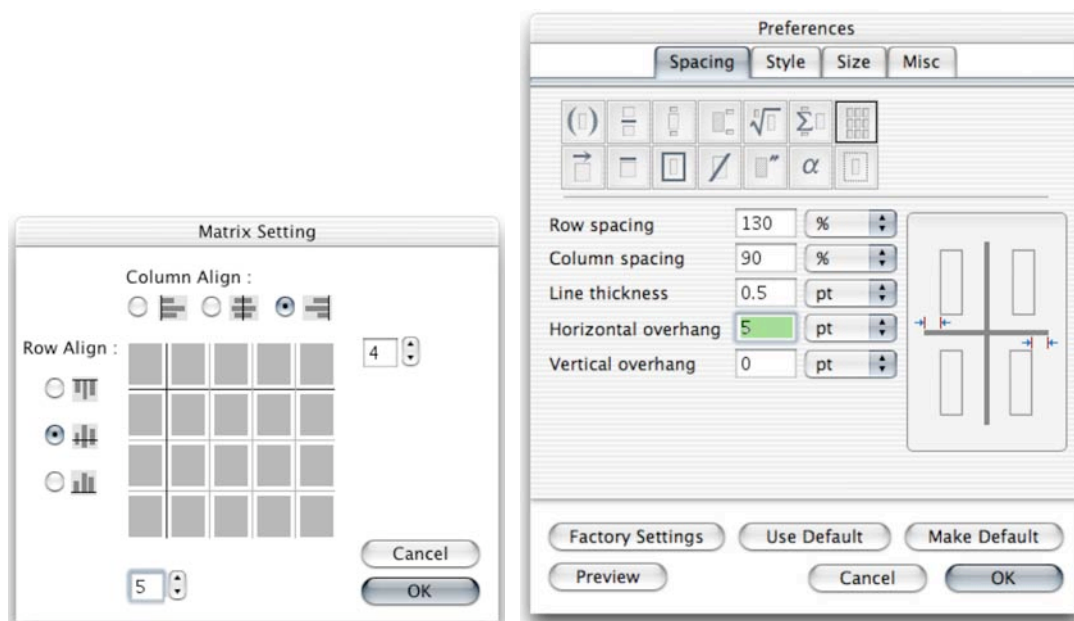 Matrix Setting
Column Align :
Row Align :
4
5
Cancel
OK
Preferences
Spacing Style Size Misc
(▯) Σ α
Row spacing 130 %
Column spacing 90 %
Line thickness 0.5 pt
Horizontal overhang 5 pt
Vertical overhang 0 pt
Factory Settings Use Default Make Default
Preview Cancel OK